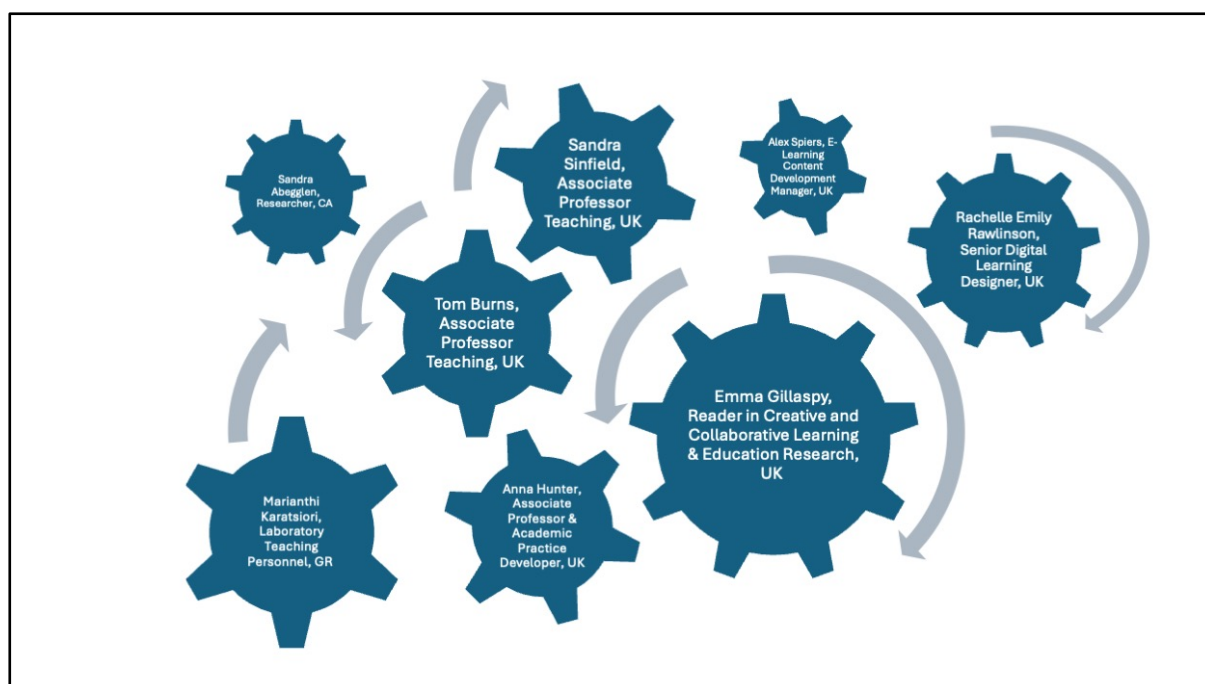 Sandra
Abegglen,
Researcher, CA
Sandra
Sinfield,
Associate
Professor
Teaching, UK
Alex Spiers, E-
Learning
Content
Development
Manager, UK
Rachelle Emily
Rawlinson,
Senior Digital
Learning
Designer, UK
Tom Burns,
Associate
Professor
Teaching, UK
Emma Gillaspy,
Reader in Creative and
Collaborative Learning
& Education Research,
UK
Marianthi
Karatsiori,
Laboratory
Teaching
Personnel, GR
Anna Hunter,
Associate
Professor &
Academic
Practice
Developer, UK